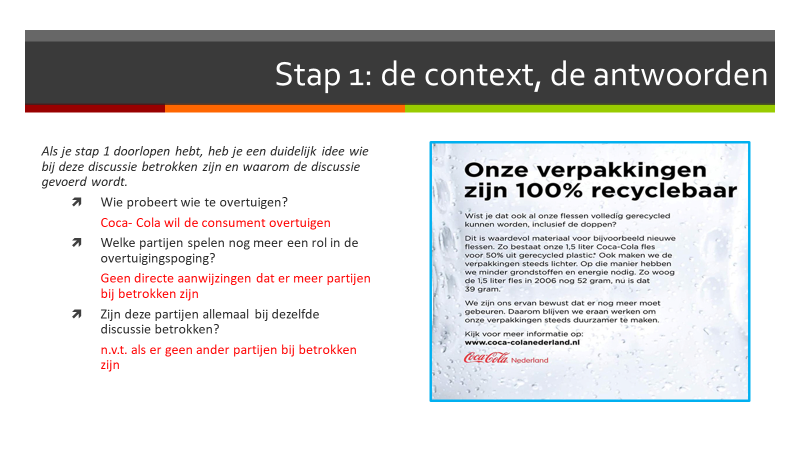 Stap 1: de context, de antwoorden
Als je stap 1 doorlopen hebt, heb je een duidelijk idee wie
bij deze discussie betrokken zijn en waarom de discussie
gevoerd wordt.
Wie probeert wie te overtuigen?
Coca- Cola wil de consument overtuigen
Welke partijen spelen nog meer een rol in de
overtuigingspoging?
Geen directe aanwijzingen dat er meer partijen
bij betrokken zijn
Zijn deze partijen allemaal bij dezelfde
discussie betrokken?
n.v.t. als er geen ander partijen bij betrokken
zijn
Onze verpakkingen
zijn 100% recyclebaar
Wist je dat ook al onze flessen volledig gerecycled
kunnen worden, inclusief de doppen?
Dit is waardevol materiaal voor bijvoorbeeld nieuwe
flessen. Zo bestaat onze 1,5 liter Coca-Cola fles
voor 50% uit gerecycled plastic.* Ook maken we de
verpakkingen steeds lichter. Op die manier hebben
we minder grondstoffen en energie nodig. Zo woog
de 1,5 liter fles in 2006 nog 52 gram, nu is dat
39 gram.
We zijn ons ervan bewust dat er nog meer moet
gebeuren. Daarom blijven we eraan werken om
onze verpakkingen steeds duurzamer te maken.
Kijk voor meer informatie op:
www.coca-colanederland.nl
Coca-Cola Nederland